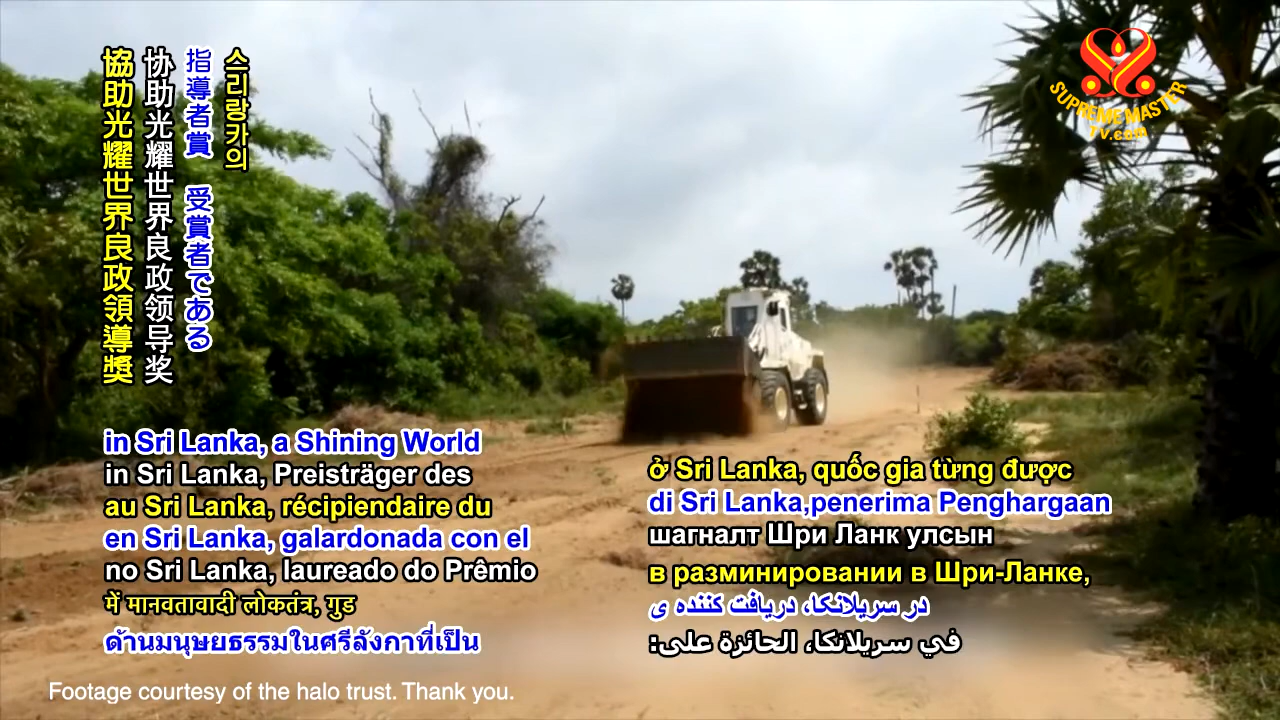 스리랑카의
指導者賞 受賞者である
协助光耀世界良政领导奖
協助光耀世界良政領導獎
SUPREME MASTER
TV.com
in Sri Lanka, a Shining World
in Sri Lanka, Preisträger des
au Sri Lanka, récipiendaire du
en Sri Lanka, galardonada con el
no Sri Lanka, laureado do Prêmio
में मानवतावादी लोकतंत्र, गुड
ด้านมนุษยธรรมในศรีลังกาที่เป็น
ở Sri Lanka, quốc gia từng được
di Sri Lanka,penerima Penghargaan
шагналт Шри Ланк улсын
в разминировании в Шри-Ланке,
در سریلانکا، دریافت کننده ی
في سريلانكا، الحائزة على:
Footage courtesy of the halo trust. Thank you.